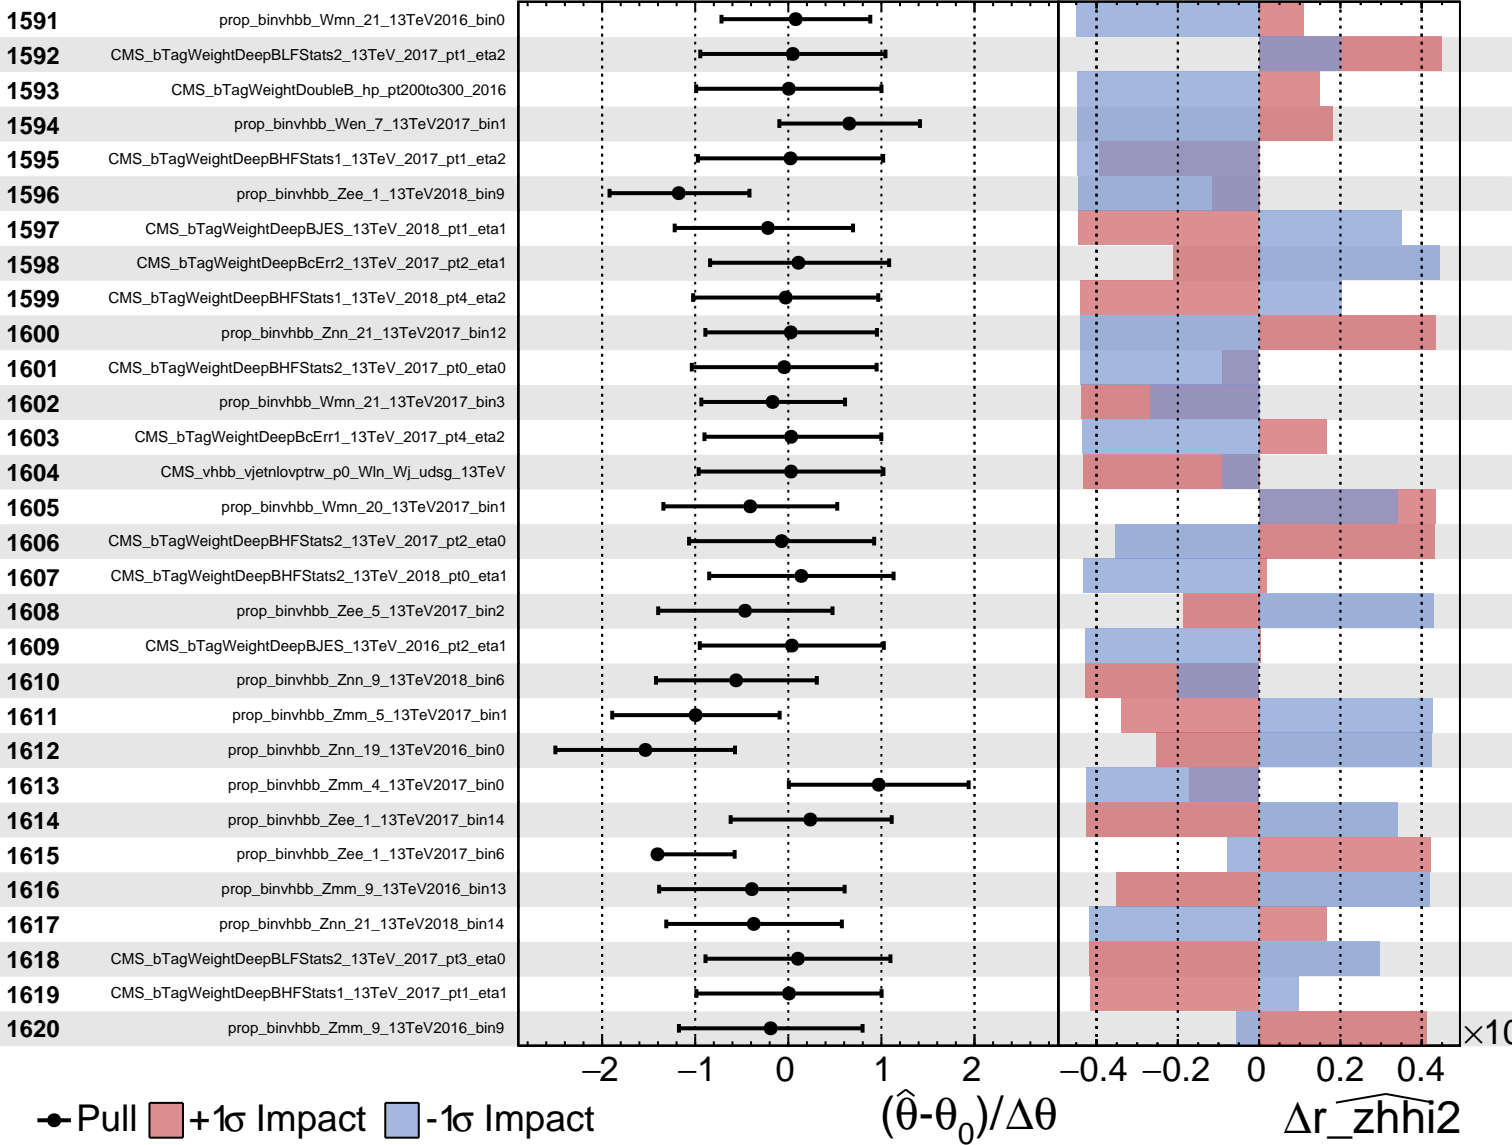 1591 prop_binvhbb_Wmn_21_13TeV2016_bin0
1592 CMS_bTagWeightDeepBLFStats2_13TeV_2017_pt1_eta2
1593 CMS_bTagWeightDoubleB_hp_pt200to300_2016
1594 prop_binvhbb_Wen_7_13TeV2017_bin1
1595 CMS_bTagWeightDeepBHFStats1_13TeV_2017_pt1_eta2
1596 prop_binvhbb_Zee_1_13TeV2018_bin9
1597 CMS_bTagWeightDeepBJES_13TeV_2018_pt1_eta1
1598 CMS_bTagWeightDeepBcErr2_13TeV_2017_pt2_eta1
1599 CMS_bTagWeightDeepBHFStats1_13TeV_2018_pt4_eta2
1600 prop_binvhbb_Znn_21_13TeV2017_bin12
1601 CMS_bTagWeightDeepBHFStats2_13TeV_2017_pt0_eta0
1602 prop_binvhbb_Wmn_21_13TeV2017_bin3
1603 CMS_bTagWeightDeepBcErr1_13TeV_2017_pt4_eta2
1604 CMS_vhbb_vjetnlovptrw_p0_Wln_Wj_udsg_13TeV
1605 prop_binvhbb_Wmn_20_13TeV2017_bin1
1606 CMS_bTagWeightDeepBHFStats2_13TeV_2017_pt2_eta0
1607 CMS_bTagWeightDeepBHFStats2_13TeV_2018_pt0_eta1
1608 prop_binvhbb_Zee_5_13TeV2017_bin2
1609 CMS_bTagWeightDeepBJES_13TeV_2016_pt2_eta1
1610 prop_binvhbb_Znn_9_13TeV2018_bin6
1611 prop_binvhbb_Zmm_5_13TeV2017_bin1
1612 prop_binvhbb_Znn_19_13TeV2016_bin0
1613 prop_binvhbb_Zmm_4_13TeV2017_bin0
1614 prop_binvhbb_Zee_1_13TeV2017_bin14
1615 prop_binvhbb_Zee_1_13TeV2017_bin6
1616 prop_binvhbb_Zmm_9_13TeV2016_bin13
1617 prop_binvhbb_Znn_21_13TeV2018_bin14
1618 CMS_bTagWeightDeepBLFStats2_13TeV_2017_pt3_eta0
1619 CMS_bTagWeightDeepBHFStats1_13TeV_2017_pt1_eta1
1620 prop_binvhbb_Zmm_9_13TeV2016_bin9
×10
−2 −1 0 1 2 −0.4 −0.2 0 0.2 0.4
Pull +1σ Impact -1σ Impact (θ̂-θ₀)/Δθ Δr_zhhi2